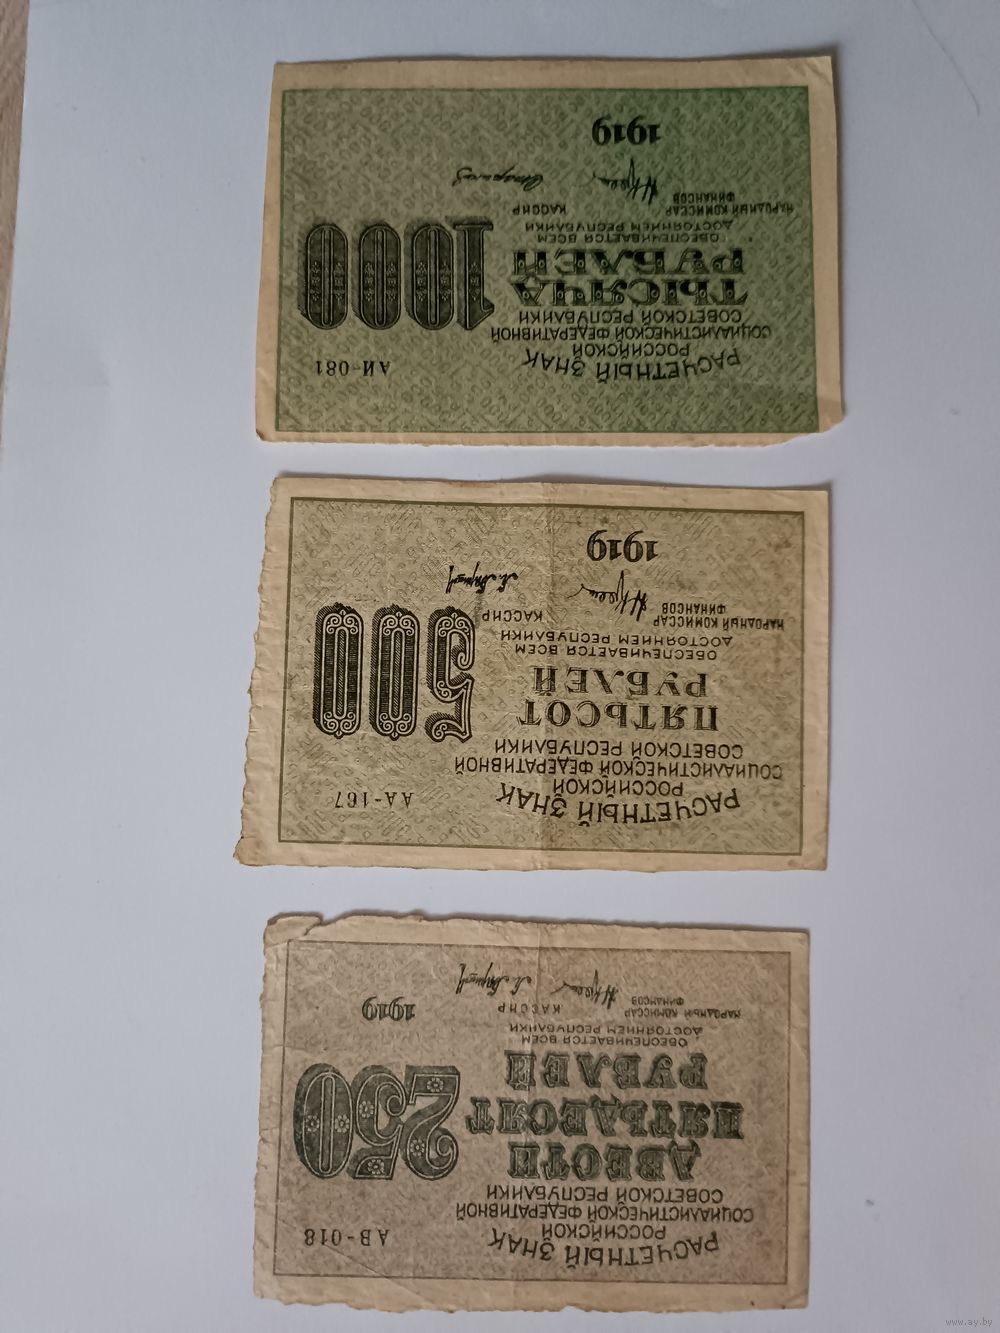 РАСЧЕТНЫЙ ЗНАК
РОССИЙСКОЙ
СОЦИАЛИСТИЧЕСКОЙ ФЕДЕРАТИВНОЙ
СОВЕТСКОЙ РЕСПУБЛИКИ
АИ-081
ТЫСЯЧА
РУБЛЕЙ
1000
ОБЕСПЕЧИВАЕТСЯ ВСЕМ
ДОСТОЯНИЕМ РЕСПУБЛИКИ
НАРОДНЫЙ КОМИССАР
ФИНАНСОВ
КАССИР
1919
РАСЧЕТНЫЙ ЗНАК
РОССИЙСКОЙ
СОЦИАЛИСТИЧЕСКОЙ ФЕДЕРАТИВНОЙ
СОВЕТСКОЙ РЕСПУБЛИКИ
АА-167
ПЯТЬСОТ
РУБЛЕЙ
500
ОБЕСПЕЧИВАЕТСЯ ВСЕМ
ДОСТОЯНИЕМ РЕСПУБЛИКИ
НАРОДНЫЙ КОМИССАР
ФИНАНСОВ
КАССИР
1919
РАСЧЕТНЫЙ ЗНАК
РОССИЙСКОЙ
СОЦИАЛИСТИЧЕСКОЙ ФЕДЕРАТИВНОЙ
СОВЕТСКОЙ РЕСПУБЛИКИ
АВ-018
ДВЕСТИ
ПЯТЬДЕСЯТ
РУБЛЕЙ
250
ОБЕСПЕЧИВАЕТСЯ ВСЕМ
ДОСТОЯНИЕМ РЕСПУБЛИКИ
НАРОДНЫЙ КОМИССАР
ФИНАНСОВ
КАССИР
1919
www.ay.by